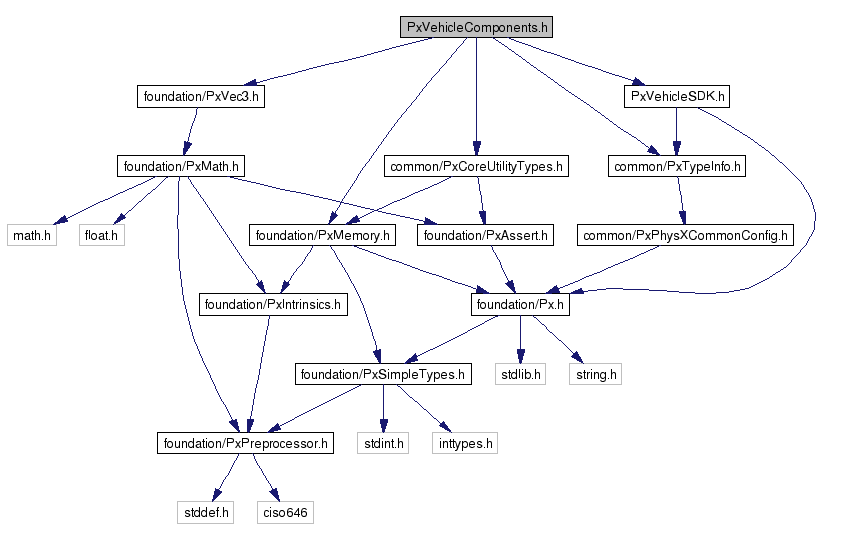 PxVehicleComponents.h
foundation/PxVec3.h
PxVehicleSDK.h
foundation/PxMath.h
common/PxCoreUtilityTypes.h
common/PxTypeInfo.h
math.h
float.h
foundation/PxMemory.h
foundation/PxAssert.h
common/PxPhysXCommonConfig.h
foundation/PxIntrinsics.h
foundation/Px.h
foundation/PxSimpleTypes.h
stdlib.h
string.h
foundation/PxPreprocessor.h
stdint.h
inttypes.h
stddef.h
ciso646